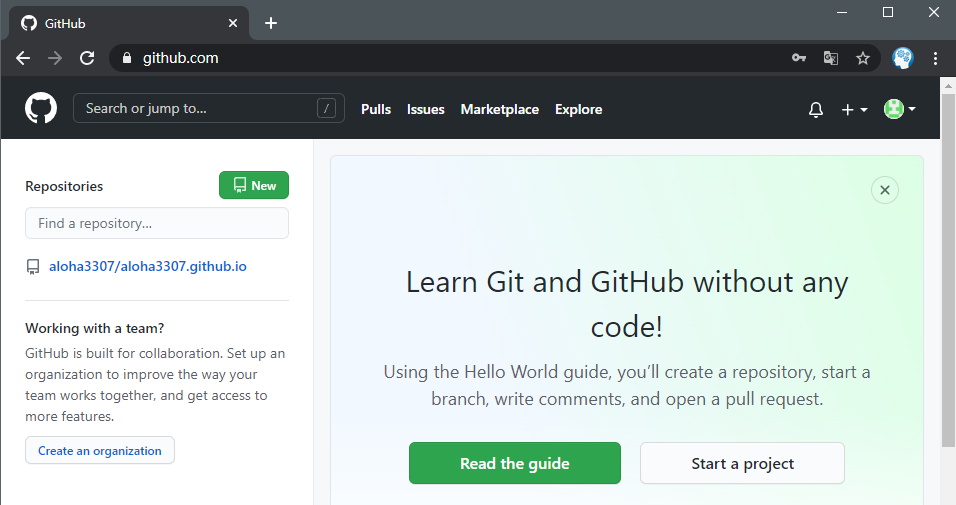 GitHub
github.com
Search or jump to...
/
Pulls
Issues
Marketplace
Explore
Repositories
New
Find a repository...
aloha3307/aloha3307.github.io
Working with a team?
GitHub is built for collaboration. Set up an
organization to improve the way your
team works together, and get access to
more features.
Create an organization
Learn Git and GitHub without any
code!
Using the Hello World guide, you’ll create a repository, start a
branch, write comments, and open a pull request.
Read the guide
Start a project